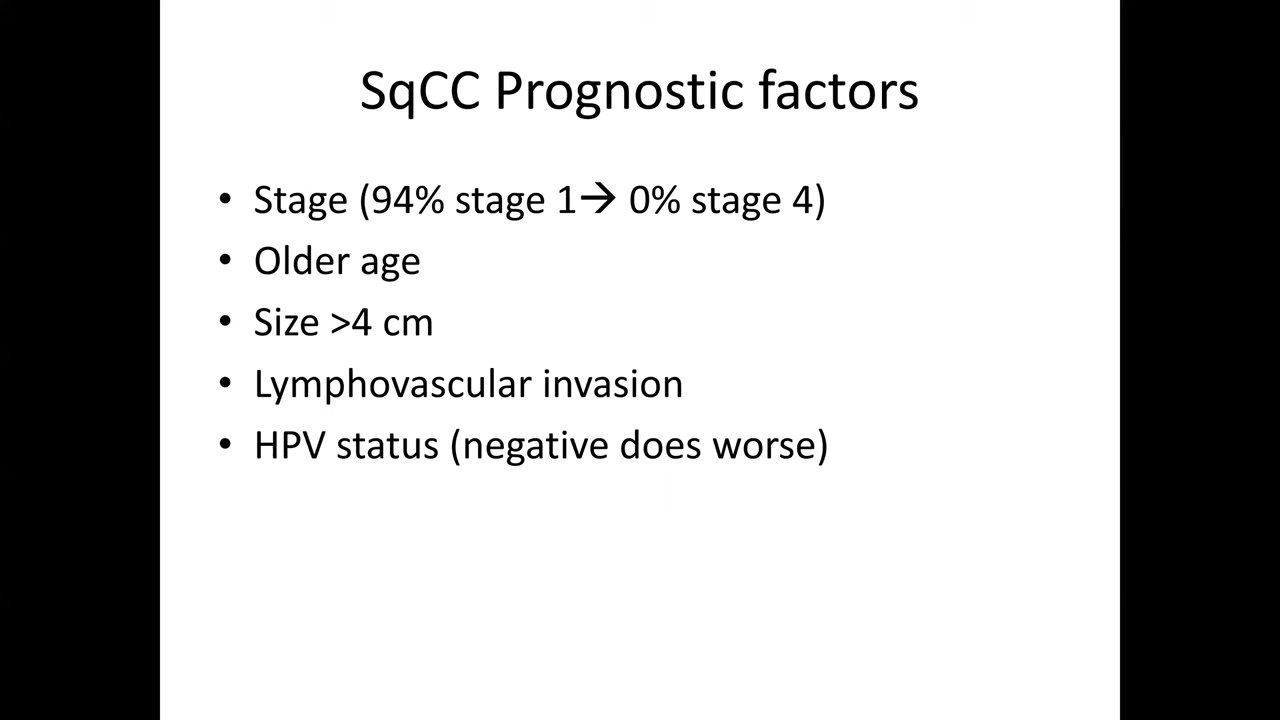 SqCC Prognostic factors
• Stage (94% stage 1→ 0% stage 4)
• Older age
• Size >4 cm
• Lymphovascular invasion
• HPV status (negative does worse)